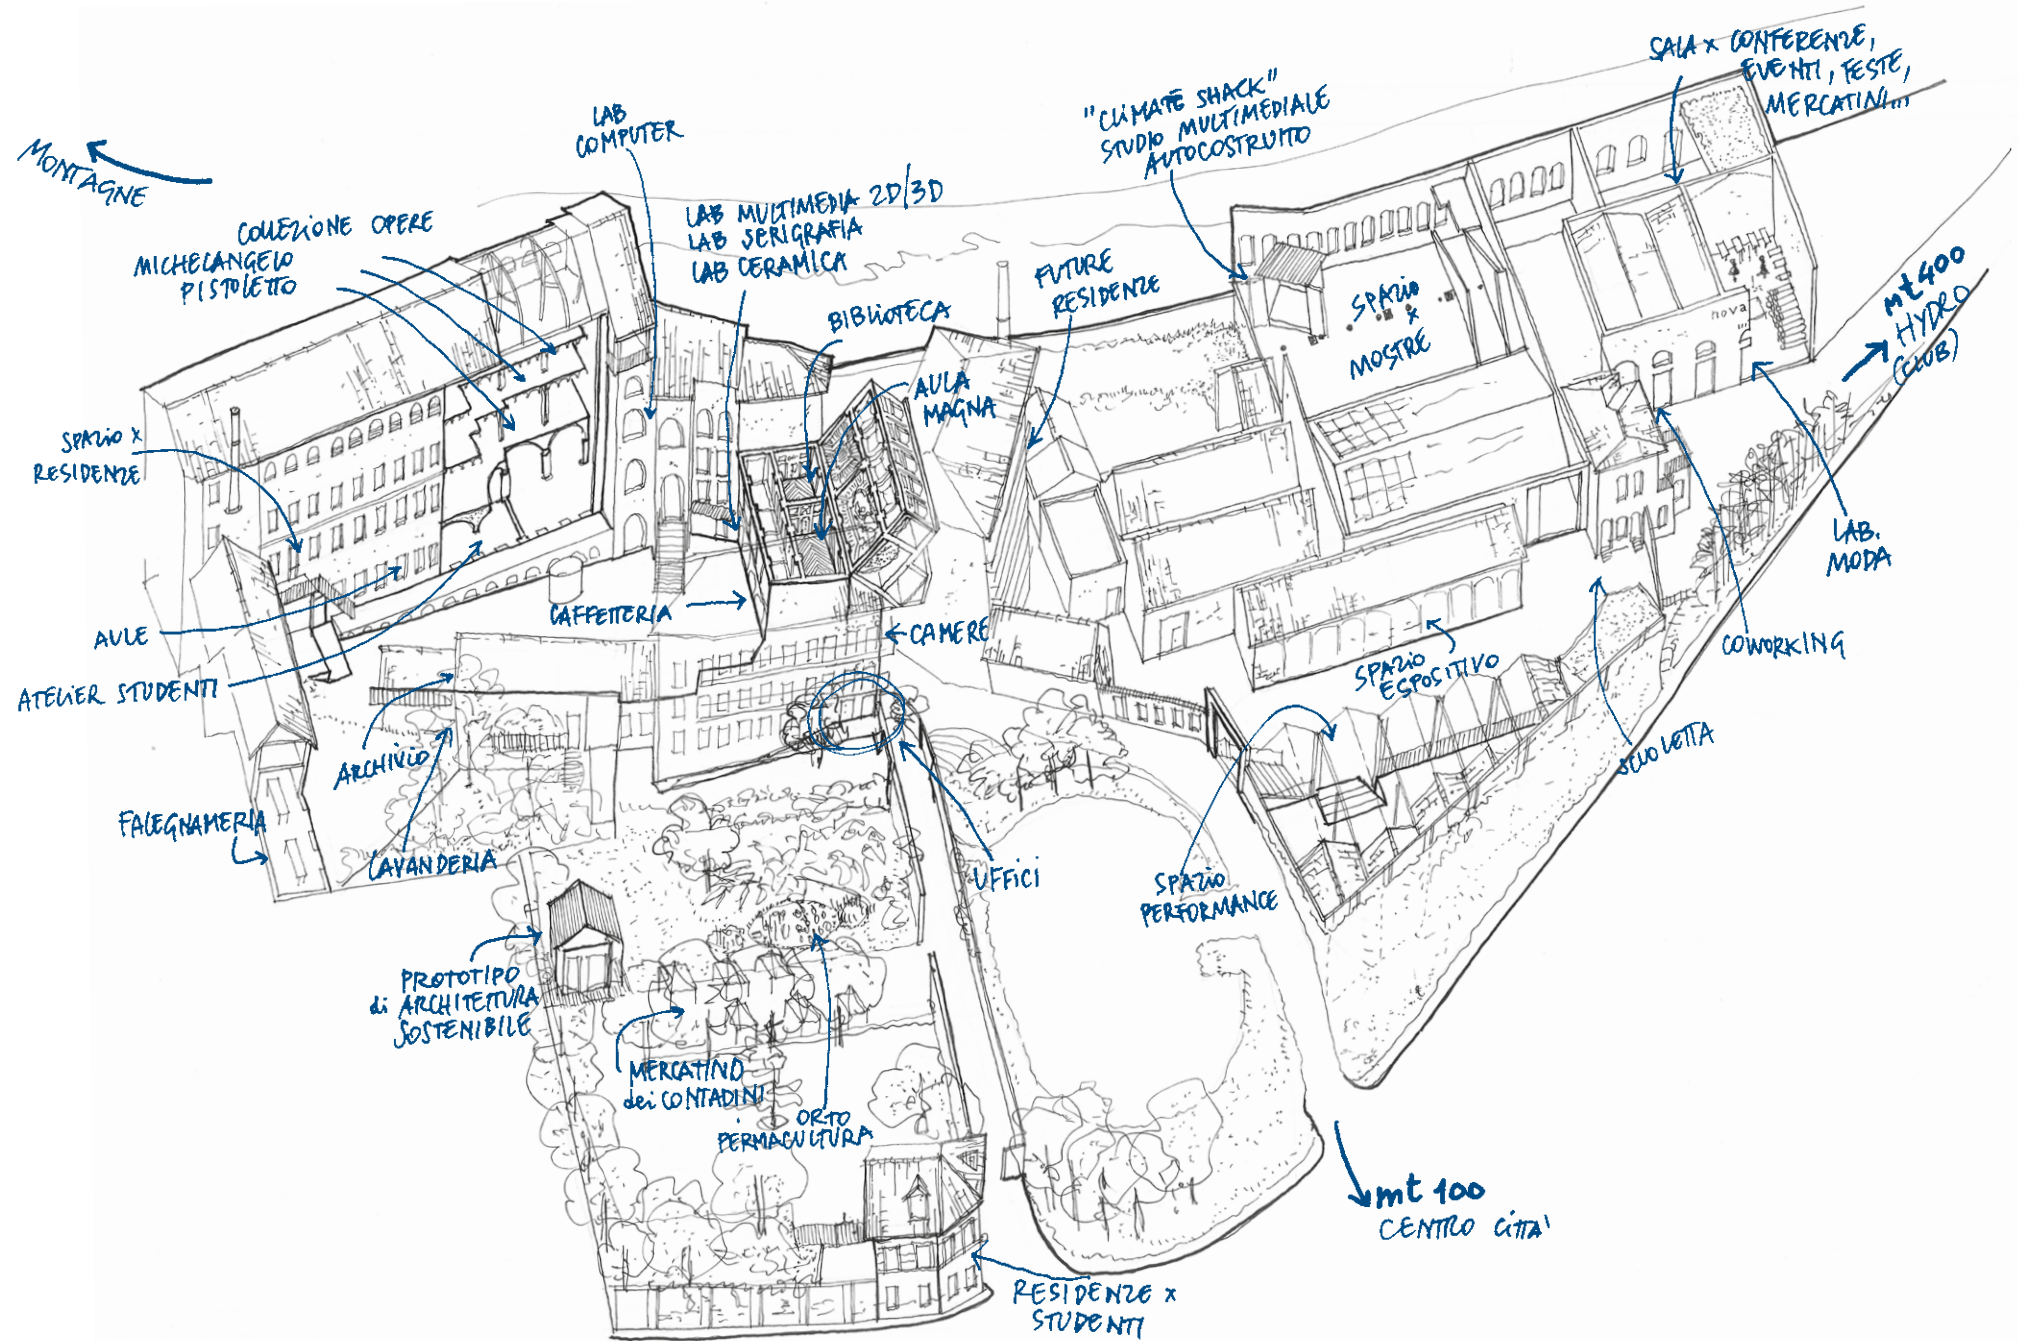 SALA x CONFERENZE,
EVENTI, FESTE,
MERCATINI...
"CLIMATE SHACK"
STUDIO MULTIMEDIALE
AUTOCOSTRUITO
LAB
COMPUTER
MONTAGNE
LAB MULTIMEDIA 2D/3D
LAB SERIGRAFIA
LAB CERAMICA
COLLEZIONE OPERE
MICHELANGELO
PISTOLETTO
FUTURE
RESIDENZE
BIBLIOTECA
SPAZIO
x
MOSTRE
nova
mt 400
HYDRO
(CLUB)
AULA
MAGNA
SPAZIO x
RESIDENZE
LAB.
MODA
CAFFETTERIA
CAMERE
AULE
COWORKING
SPAZIO
ESPOSITIVO
ATELIER STUDENTI
SCUOLETTA
ARCHIVIO
FALEGNAMERIA
LAVANDERIA
UFFICI
SPAZIO
PERFORMANCE
PROTOTIPO
di ARCHITETTURA
SOSTENIBILE
MERCATINO
dei CONTADINI
ORTO
PERMACULTURA
mt 100
CENTRO CITTA'
RESIDENZE x
STUDENTI